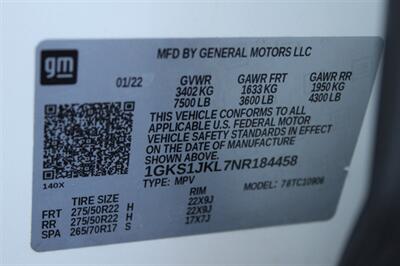 gm
MFD BY GENERAL MOTORS LLC
01/22 GVWR GAWR FRT GAWR RR
3402 KG 1633 KG 1950 KG
7500 LB 3600 LB 4300 LB
THIS VEHICLE CONFORMS TO ALL
APPLICABLE U.S. FEDERAL MOTOR
VEHICLE SAFETY STANDARDS IN EFFECT
ON THE DATE OF MANUFACTURE SHOWN ABOVE.
1GKS1JKL7NR184458
140X TYPE: MPV MODEL: 78TC10906
TIRE SIZE RIM
FRT 275/50R22 H 22X9J
RR 275/50R22 H 22X9J
SPA 265/70R17 S 17X7J